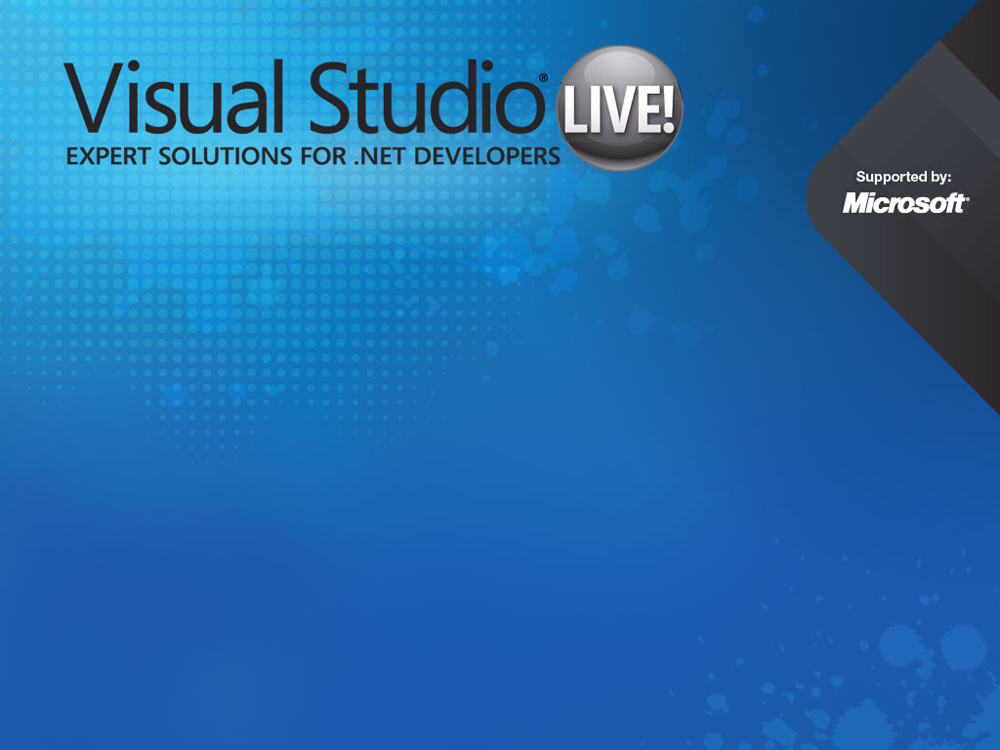 Visual Studio® LIVE!
EXPERT SOLUTIONS FOR .NET DEVELOPERS
Supported by:
Microsoft®